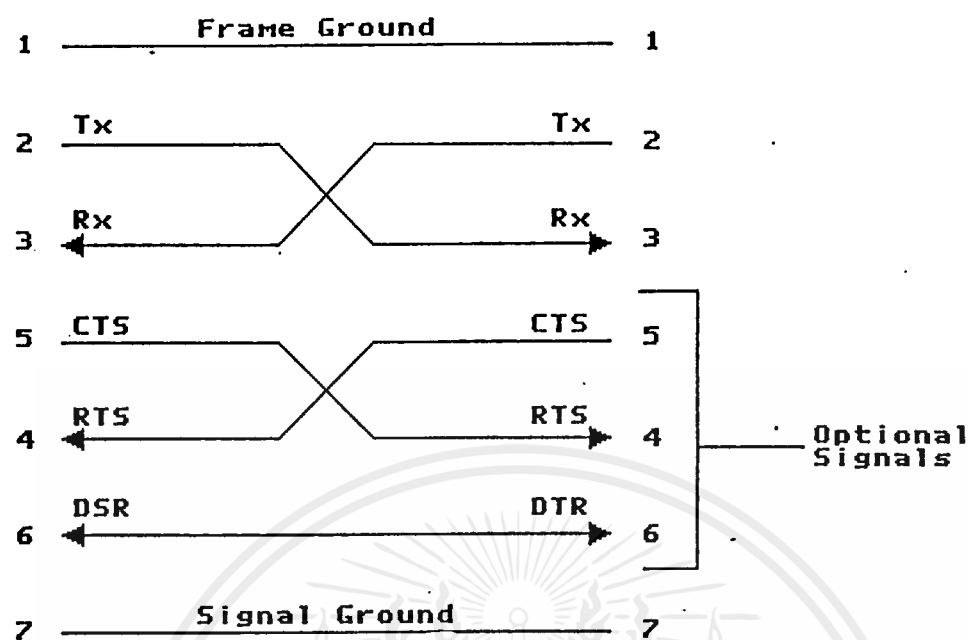 Frame Ground
1 1
Tx Tx
2 2
Rx Rx
3 3
CTS CTS
5 5
RTS RTS
4 4
Optional
Signals
DSR DTR
6 6
Signal Ground
7 7